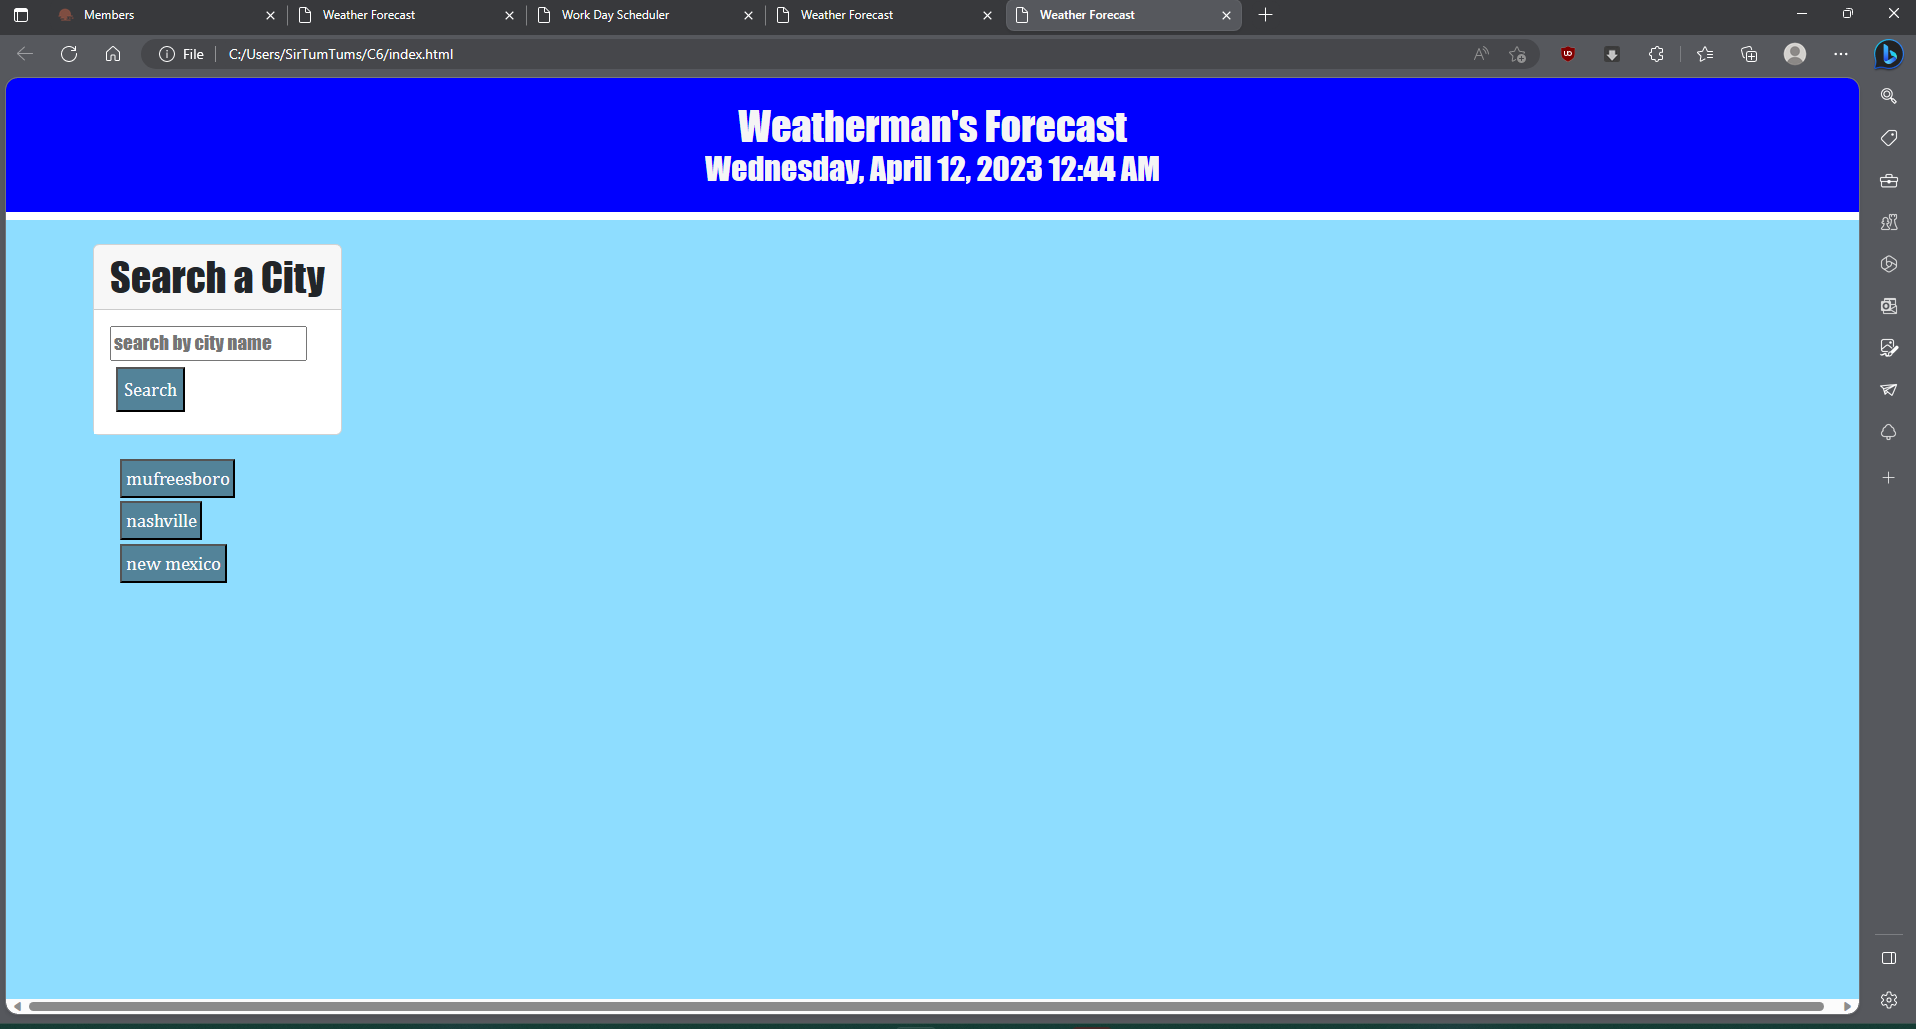 Members
Weather Forecast
Work Day Scheduler
Weather Forecast
Weather Forecast
File
C:/Users/SirTumTums/C6/index.html
Weatherman's Forecast
Wednesday, April 12, 2023 12:44 AM
Search a City
search by city name
Search
mufreesboro
nashville
new mexico